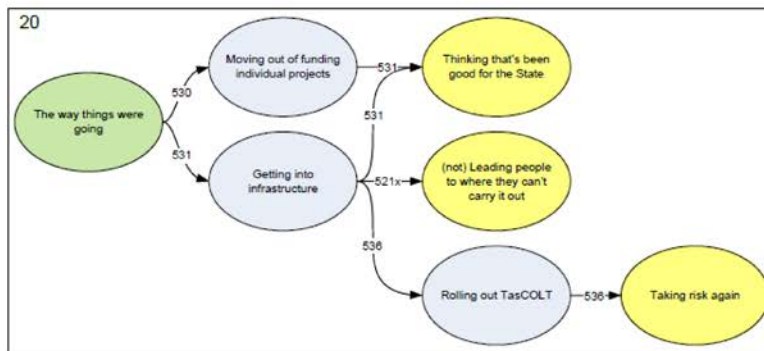 20
Moving out of funding
individual projects
531
Thinking that's been
good for the State
530
The way things were
going
531
531
Getting into
infrastructure
521x
(not) Leading people
to where they can't
carry it out
536
Rolling out TasCOLT
536
Taking risk again